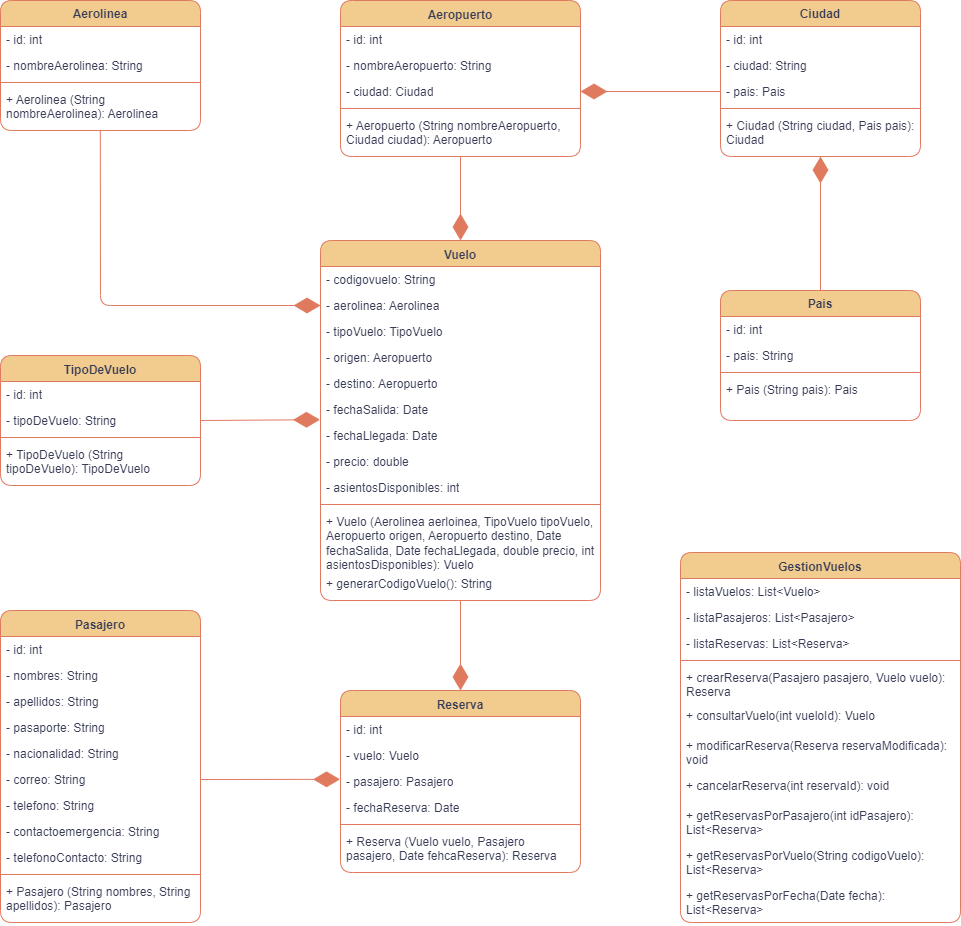 Aerolinea
- id: int
- nombreAerolinea: String
+ Aerolinea (String
nombreAerolinea): Aerolinea
Aeropuerto
- id: int
- nombreAeropuerto: String
- ciudad: Ciudad
+ Aeropuerto (String nombreAeropuerto,
Ciudad ciudad): Aeropuerto
Ciudad
- id: int
- ciudad: String
- pais: Pais
+ Ciudad (String ciudad, Pais pais):
Ciudad
Vuelo
- codigovuelo: String
- aerolinea: Aerolinea
- tipoVuelo: TipoVuelo
- origen: Aeropuerto
- destino: Aeropuerto
- fechaSalida: Date
- fechaLlegada: Date
- precio: double
- asientosDisponibles: int
+ Vuelo (Aerolinea aerloinea, TipoVuelo tipoVuelo,
Aeropuerto origen, Aeropuerto destino, Date
fechaSalida, Date fechaLlegada, double precio, int
asientosDisponibles): Vuelo
+ generarCodigoVuelo(): String
Pais
- id: int
- pais: String
+ Pais (String pais): Pais
TipoDeVuelo
- id: int
- tipoDeVuelo: String
+ TipoDeVuelo (String
tipoDeVuelo): TipoDeVuelo
Pasajero
- id: int
- nombres: String
- apellidos: String
- pasaporte: String
- nacionalidad: String
- correo: String
- telefono: String
- contactoemergencia: String
- telefonoContacto: String
+ Pasajero (String nombres, String
apellidos): Pasajero
Reserva
- id: int
- vuelo: Vuelo
- pasajero: Pasajero
- fechaReserva: Date
+ Reserva (Vuelo vuelo, Pasajero
pasajero, Date fehcaReserva): Reserva
GestionVuelos
- listaVuelos: List<Vuelo>
- listaPasajeros: List<Pasajero>
- listaReservas: List<Reserva>
+ crearReserva(Pasajero pasajero, Vuelo vuelo):
Reserva
+ consultarVuelo(int vueloId): Vuelo
+ modificarReserva(Reserva reservaModificada):
void
+ cancelarReserva(int reservaId): void
+ getReservasPorPasajero(int idPasajero):
List<Reserva>
+ getReservasPorVuelo(String codigoVuelo):
List<Reserva>
+ getReservasPorFecha(Date fecha):
List<Reserva>